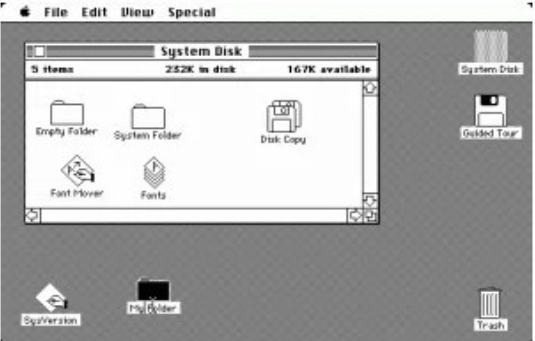 File Edit View Special
System Disk
5 items 232K in disk 167K available
Empty Folder System Folder Disk Copy
Font Mover Fonts
System Disk
Guided Tour
SysVersion My Folder Trash